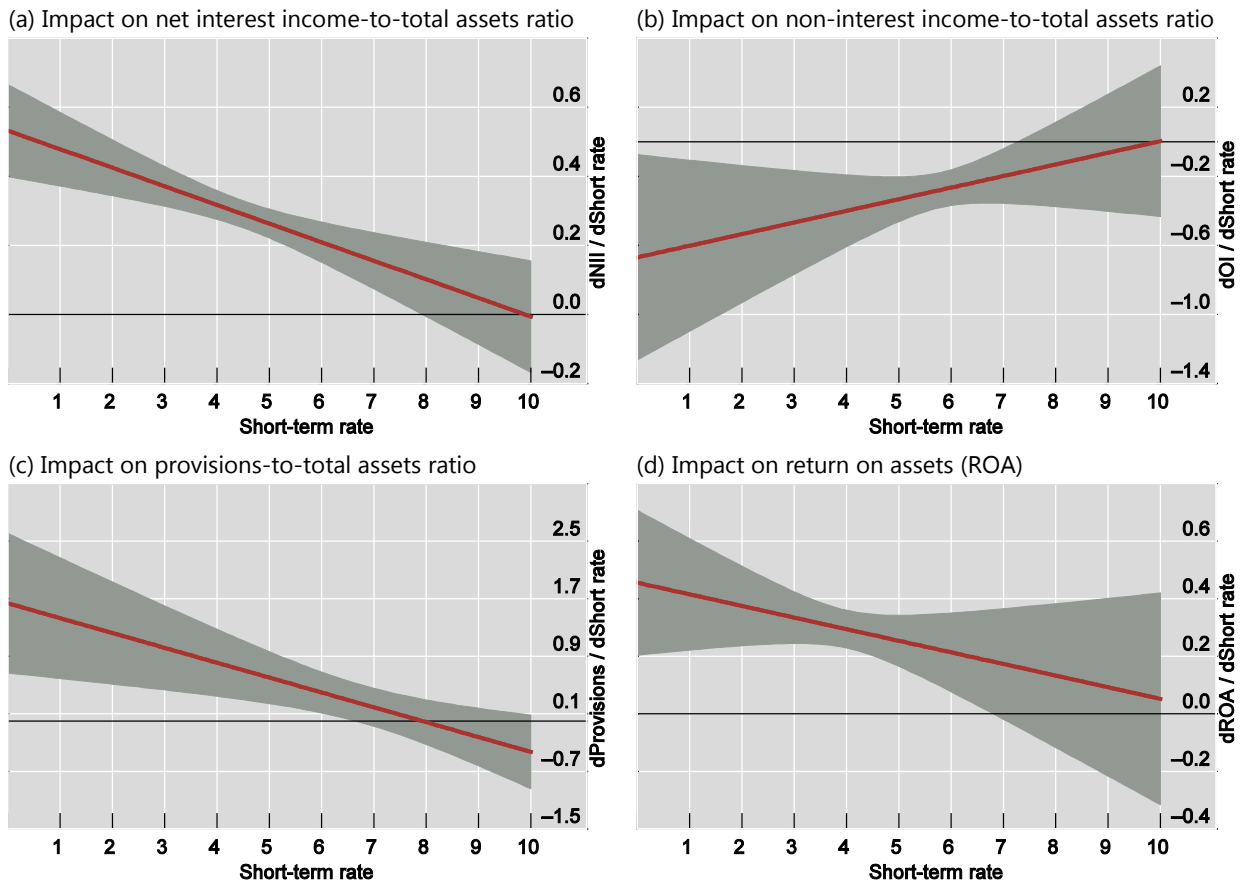 (a) Impact on net interest income-to-total assets ratio
0.6
0.4
0.2
0.0
–0.2
dNII / dShort rate
1 2 3 4 5 6 7 8 9 10
Short-term rate
(b) Impact on non-interest income-to-total assets ratio
0.2
–0.2
–0.6
–1.0
–1.4
dOI / dShort rate
1 2 3 4 5 6 7 8 9 10
Short-term rate
(c) Impact on provisions-to-total assets ratio
2.5
1.7
0.9
0.1
–0.7
–1.5
dProvisions / dShort rate
1 2 3 4 5 6 7 8 9 10
Short-term rate
(d) Impact on return on assets (ROA)
0.6
0.4
0.2
0.0
–0.2
–0.4
dROA / dShort rate
1 2 3 4 5 6 7 8 9 10
Short-term rate